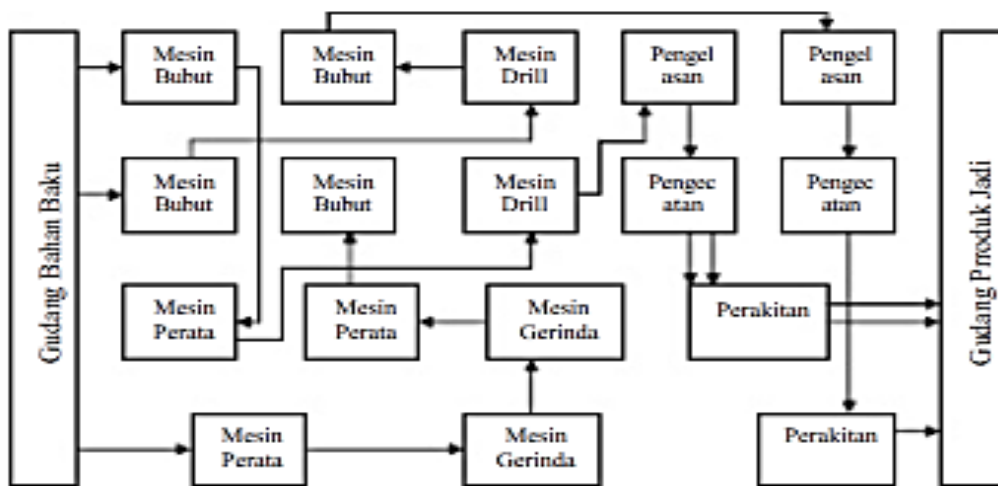 Gudang Bahan Baku
Mesin
Bubut
Mesin
Bubut
Mesin
Drill
Pengel
asan
Pengel
asan
Mesin
Bubut
Mesin
Bubut
Mesin
Drill
Pengec
atan
Pengec
atan
Mesin
Perata
Mesin
Perata
Mesin
Gerinda
Perakitan
Mesin
Perata
Mesin
Gerinda
Perakitan
Gudang Prroduk Jadi